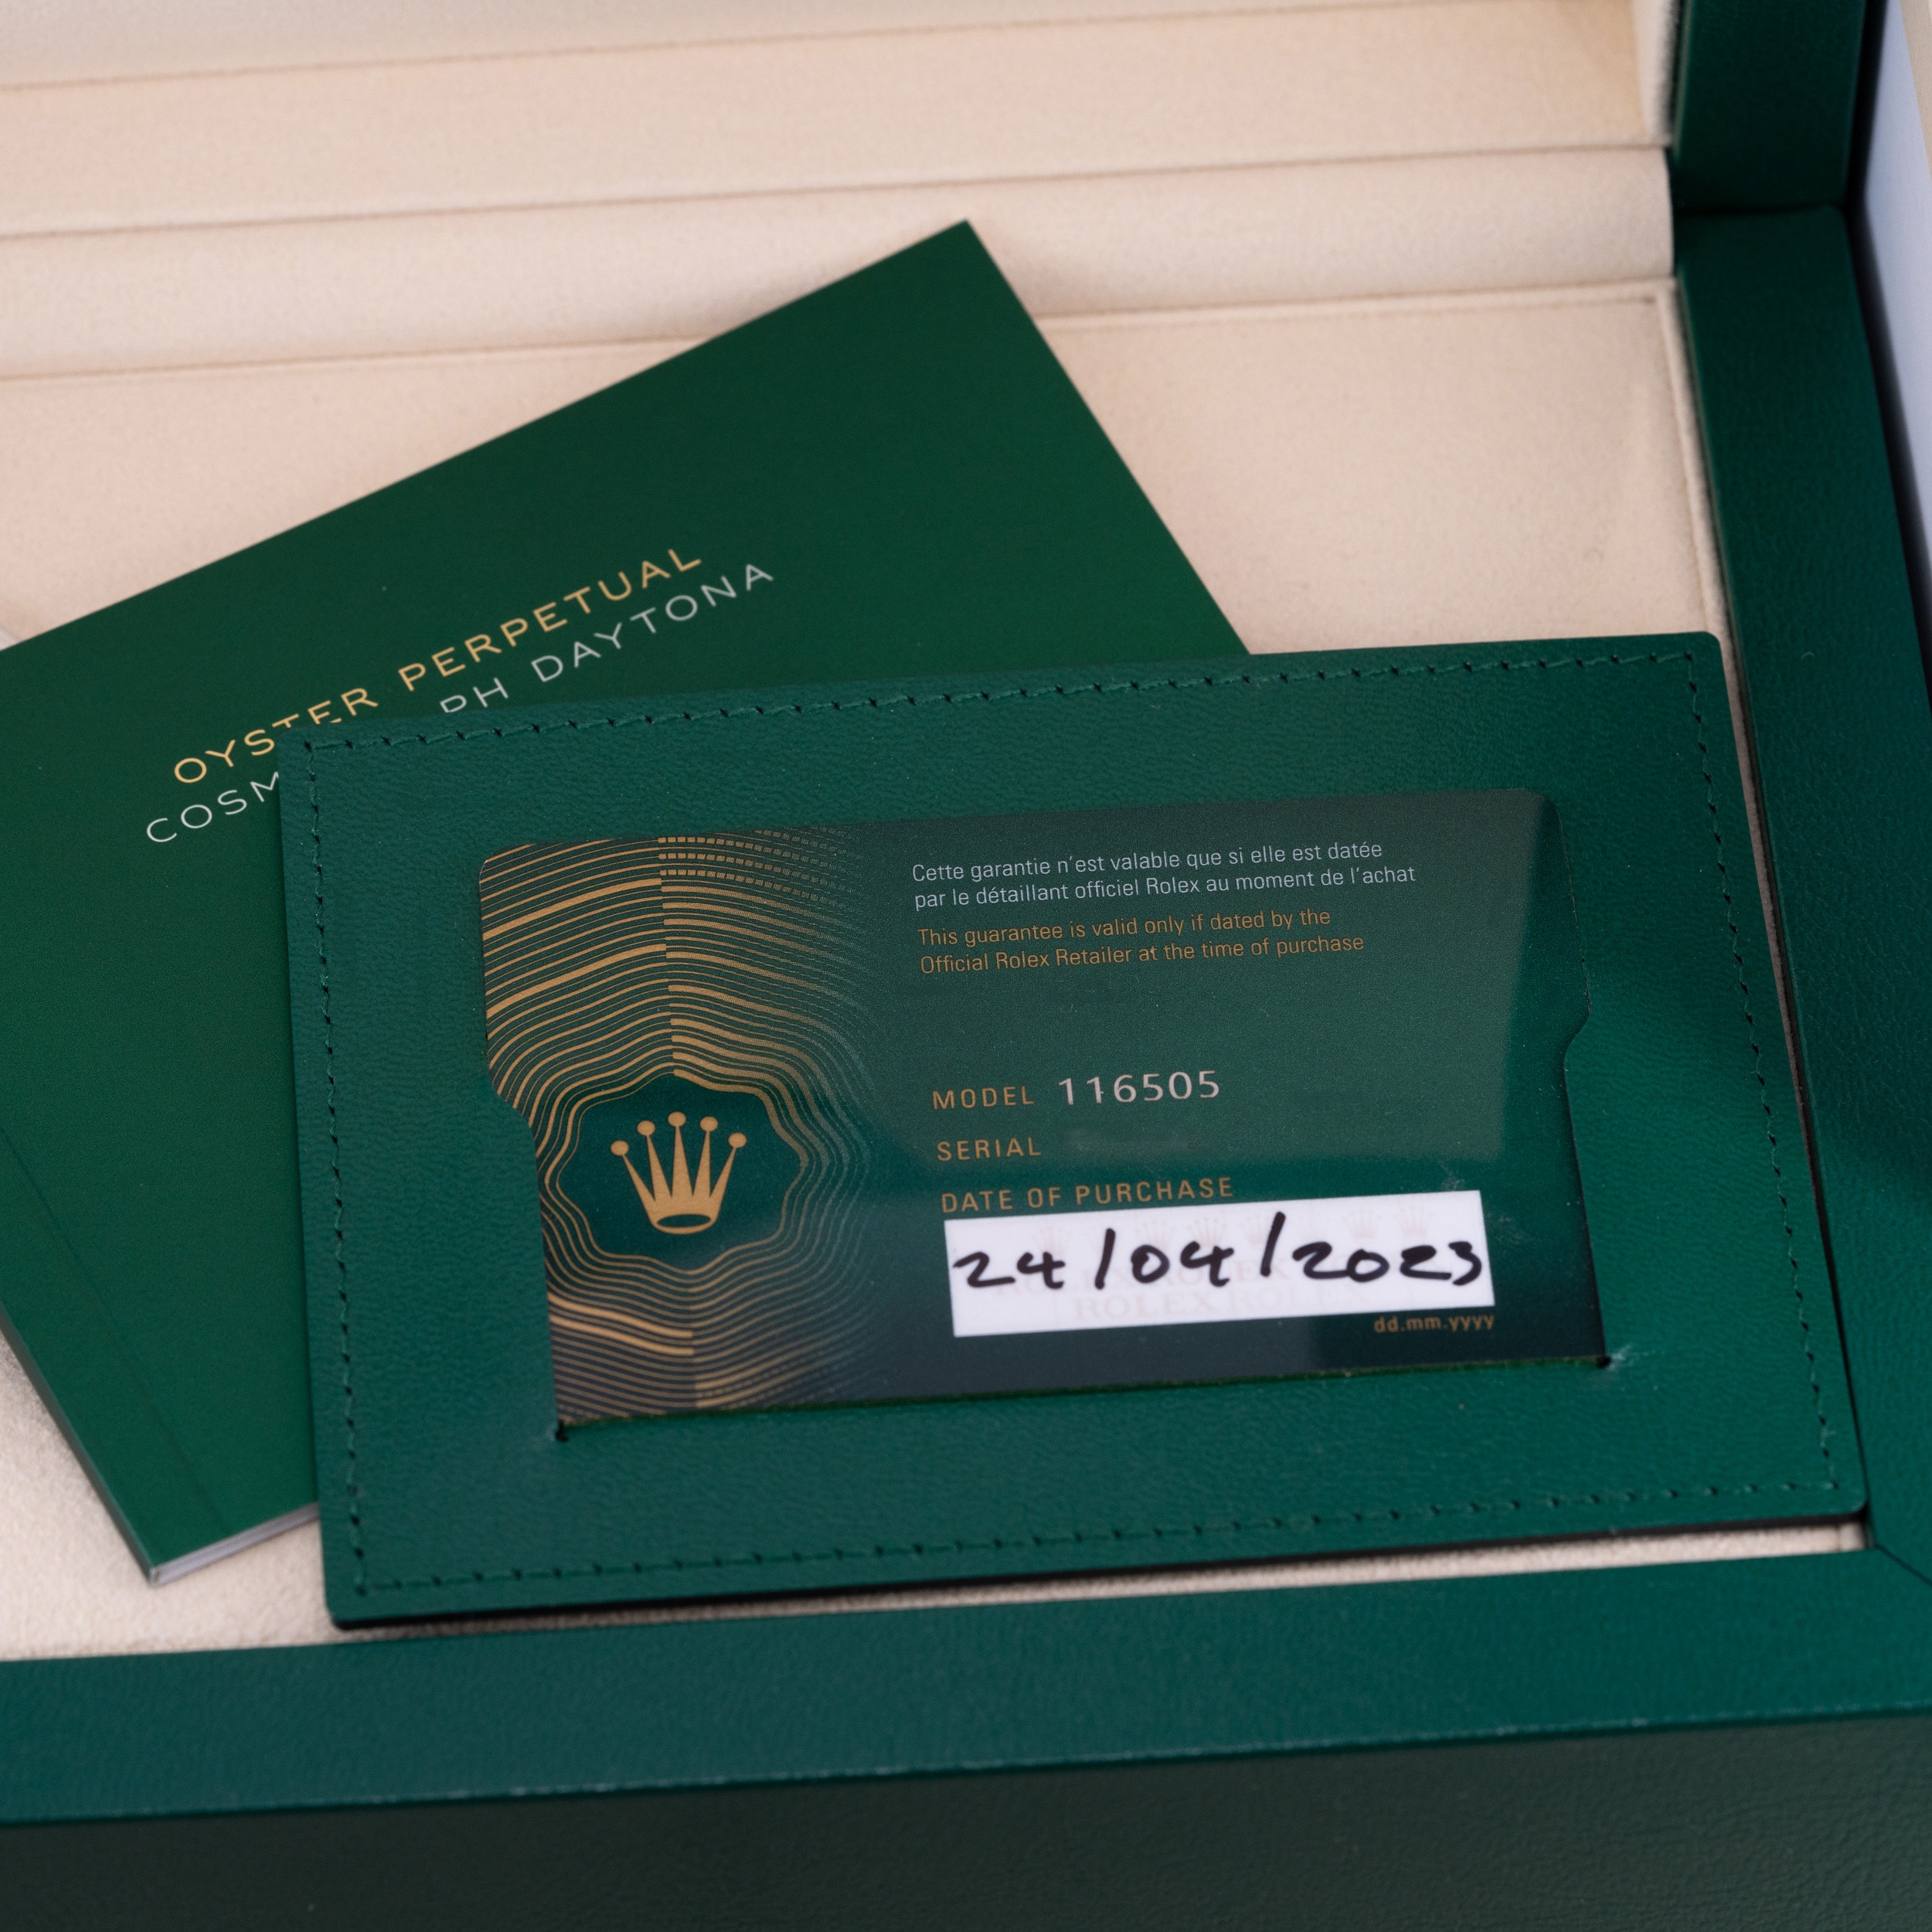 OYSTER PERPETUAL
COSM PH DAYTONA
Cette garantie n'est valable que si elle est datée
par le détaillant officiel Rolex au moment de l'achat
This guarantee is valid only if dated by the
Official Rolex Retailer at the time of purchase
MODEL 116505
SERIAL
DATE OF PURCHASE
24/04/2023
ROLEX ROLEX
dd.mm.yyyy